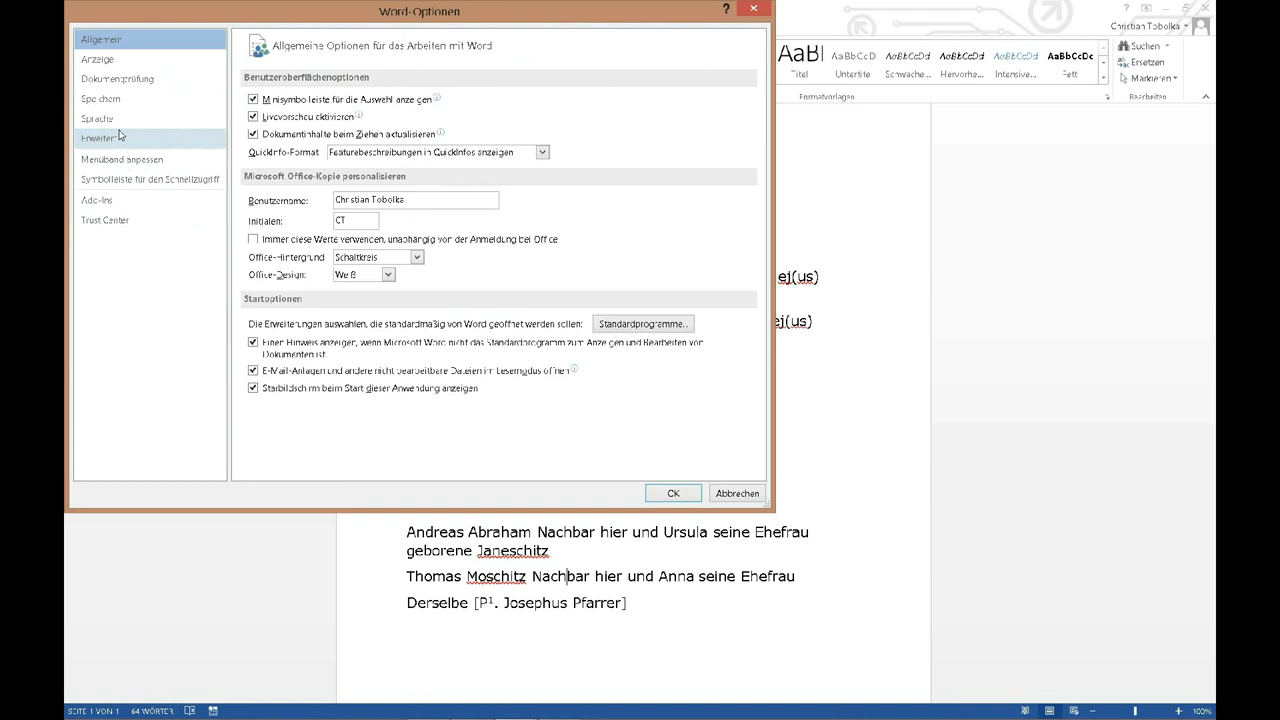 Word-Optionen
?
Allgemein
Anzeige
Dokumentprüfung
Speichern
Sprache
Erweitert
Menüband anpassen
Symbolleiste für den Schnellzugriff
Add-Ins
Trust Center
Allgemeine Optionen für das Arbeiten mit Word
Benutzeroberflächenoptionen
Minisymbolleiste für die Auswahl anzeigen
Livevorschau aktivieren
Dokumentinhalte beim Ziehen aktualisieren
QuickInfo-Format Featurebeschreibungen in QuickInfos anzeigen
Microsoft Office-Kopie personalisieren
Benutzername: Christian Tobolka
Initialen: CT
Immer diese Werte verwenden, unabhängig von der Anmeldung bei Office
Office-Hintergrund Schaltkreis
Office-Design: Weiß
Startoptionen
Die Erweiterungen auswählen, die standardmäßig von Word geöffnet werden sollen: Standardprogramme...
Einen Hinweis anzeigen, wenn Microsoft Word nicht das Standardprogramm zum Anzeigen und Bearbeiten von
Dokumenten ist
E-Mail-Anlagen und andere nicht bearbeitbare Dateien im Lesemodus öffnen
Starbildschirm beim Start dieser Anwendung anzeigen
OK Abbrechen
?
Christian Tobolka
AaBl AaBbCcD AaBbCcDc AaBbCcDc AaBbCcDc AaBbCcDc
Titel Untertite Schwache... Hervorhe... Intensive... Fett
Formatvorlagen
Suchen
Ersetzen
Markieren
Bearbeiten
ej(us)
ej(us)
Andreas Abraham Nachbar hier und Ursula seine Ehefrau
geborene Janeschitz
Thomas Moschitz Nachbar hier und Anna seine Ehefrau
Derselbe [P¹. Josephus Pfarrer]
SEITE 1 VON 1 64 WÖRTER 100%